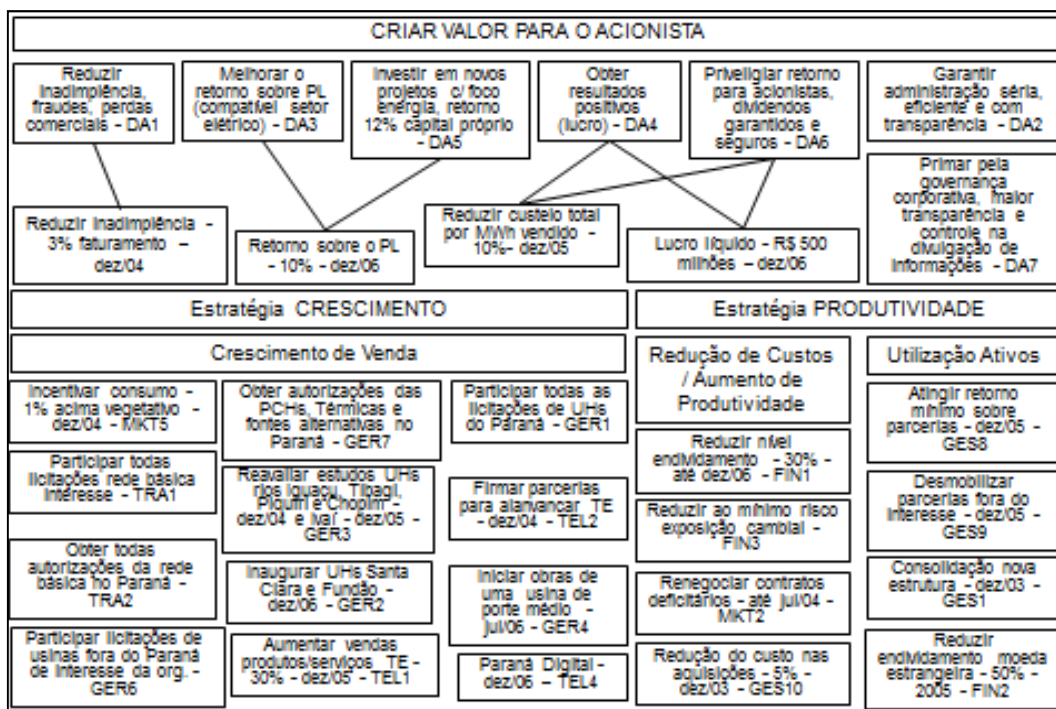 CRIAR VALOR PARA O ACIONISTA
Reduzir
inadimplência,
fraudes, perdas
comerciais - DA1
Melhorar o
retorno sobre PL
(compatível setor
elétrico) - DA3
Investir em novos
projetos c/ foco
energia, retorno
12% capital próprio
- DA5
Obter
resultados
positivos
(lucro) - DA4
Priveligiar retorno
para acionistas,
dividendos
garantidos e
seguros - DA6
Garantir
administração séria,
eficiente e com
transparência - DA2
Primar pela
governança
corporativa, maior
transparência e
controle na
divulgação de
informações - DA7
Reduzir inadimplência -
3% faturamento –
dez/04
Retorno sobre o PL
- 10% - dez/06
Reduzir custeio total
por MWh vendido -
10%- dez/05
Lucro líquido - R$ 500
milhões – dez/06
Estratégia CRESCIMENTO
Estratégia PRODUTIVIDADE
Crescimento de Venda
Redução de Custos
/ Aumento de
Produtividade
Utilização Ativos
Incentivar consumo -
1% acima vegetativo -
dez/04 - MKT5
Obter autorizações das
PCHs, Térmicas e
fontes alternativas no
Paraná - GER7
Participar todas as
licitações de UHs
do Paraná - GER1
Atingir retorno
mínimo sobre
parcerias - dez/05 -
GES8
Participar todas
licitações rede básica
interesse - TRA1
Reavaliar estudos UHs
rios Iguaçu, Tibagi,
Piquiri e Chopim -
dez/04 e Ivaí - dez/05 -
GER3
Firmar parcerias
para alanvancar TE
- dez/04 - TEL2
Reduzir nível
endividamento - 30% -
até dez/06 - FIN1
Desmobilizar
parcerias fora do
interesse - dez/05 -
GES9
Reduzir ao mínimo risco
exposição cambial -
FIN3
Obter todas
autorizações da rede
básica no Paraná -
TRA2
Inaugurar UHs Santa
Clara e Fundão -
dez/06 - GER2
Iniciar obras de
uma usina de
porte médio -
jul/06 - GER4
Renegociar contratos
deficitários - até jul/04 -
MKT2
Consolidação nova
estrutura - dez/03 -
GES1
Participar licitações de
usinas fora do Paraná
de interesse da org. -
GER6
Aumentar vendas
produtos/serviços TE -
30% - dez/05 - TEL1
Paraná Digital -
dez/06 – TEL4
Redução do custo nas
aquisições - 5% -
dez/03 - GES10
Reduzir
endividamento moeda
estrangeira - 50% -
2005 - FIN2